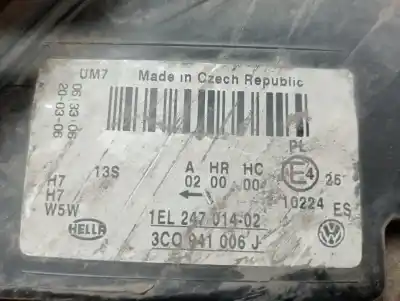 UM7 Made in Czech Republic
06:33:06
20-03-06
PL
13S A HR HC
02 00 00
E4 25
H7
H7
W5W
10224 ES
1EL 247 014-02
HELLA
3C0 941 006 J
VW